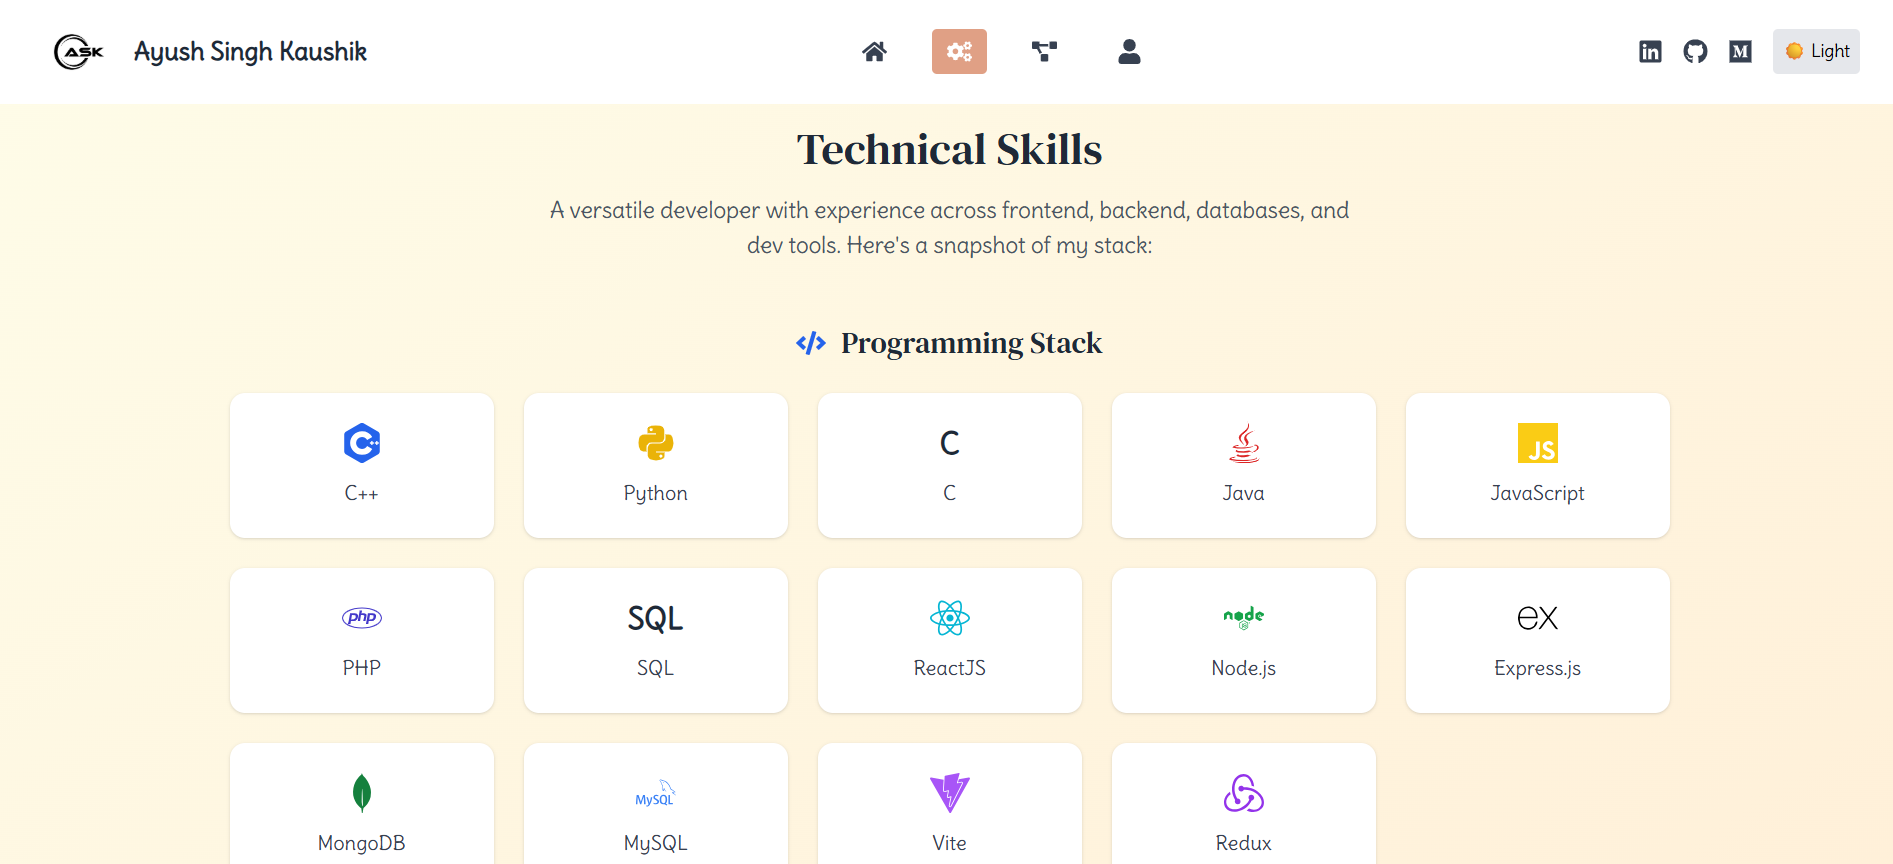 ASK
Ayush Singh Kaushik
in
M
Light
Technical Skills
A versatile developer with experience across frontend, backend, databases, and
dev tools. Here's a snapshot of my stack:
</> Programming Stack
C++
Python
C
C
Java
JS
JavaScript
php
PHP
SQL
SQL
ReactJS
node
JS
Node.js
ex
Express.js
MongoDB
MySQL
MySQL
Vite
Redux